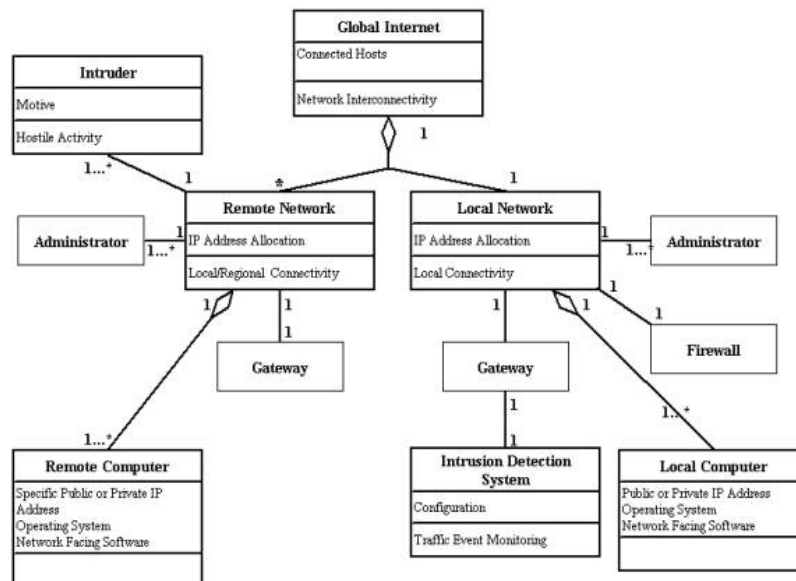 Global Internet
Connected Hosts
Network Interconnectivity
1
Intruder
Motive
Hostile Activity
1...*
1
*
1
Remote Network
IP Address Allocation
Local/Regional Connectivity
Administrator
1
1...*
Local Network
IP Address Allocation
Local Connectivity
1
1...*
Administrator
1
1
Firewall
1
1
1
Gateway
1
1
Gateway
1
1
1...*
1...*
Remote Computer
Specific Public or Private IP
Address
Operating System
Network Facing Software
Intrusion Detection
System
Configuration
Traffic Event Monitoring
Local Computer
Public or Private IP Address
Operating System
Network Facing Software